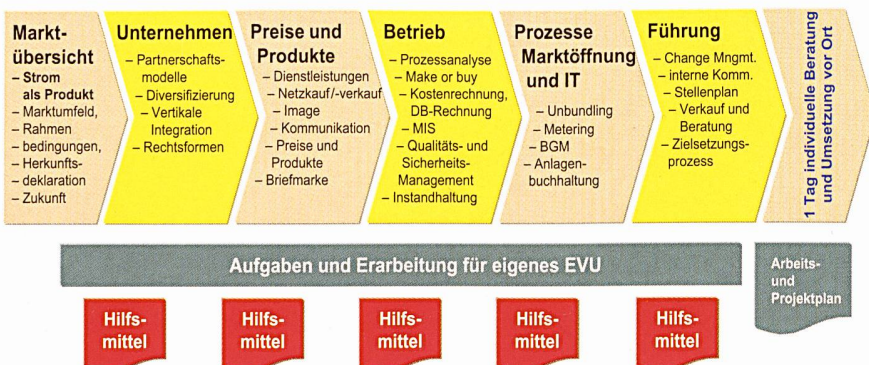 Markt-
übersicht
– Strom
als Produkt
– Marktumfeld,
– Rahmen
– bedingungen,
– Herkunfts-
– deklaration
– Zukunft
Unternehmen
– Partnerschafts-
modelle
– Diversifizierung
– Vertikale
Integration
– Rechtsformen
Preise und
Produkte
– Dienstleistungen
– Netzkauf/-verkauf
– Image
– Kommunikation
– Preise und
Produkte
– Briefmarke
Betrieb
– Prozessanalyse
– Make or buy
– Kostenrechnung,
DB-Rechnung
– MIS
– Qualitäts- und
Sicherheits-
Management
– Instandhaltung
Prozesse
Marktöffnung
und IT
– Unbundling
– Metering
– BGM
– Anlagen-
buchhaltung
Führung
– Change Mngmt.
– interne Komm.
– Stellenplan
– Verkauf und
Beratung
– Zielsetzungs-
prozess
1 Tag individuelle Beratung
und Umsetzung vor Ort
Aufgaben und Erarbeitung für eigenes EVU
Arbeits-
und
Projektplan
Hilfs-
mittel
Hilfs-
mittel
Hilfs-
mittel
Hilfs-
mittel
Hilfs-
mittel